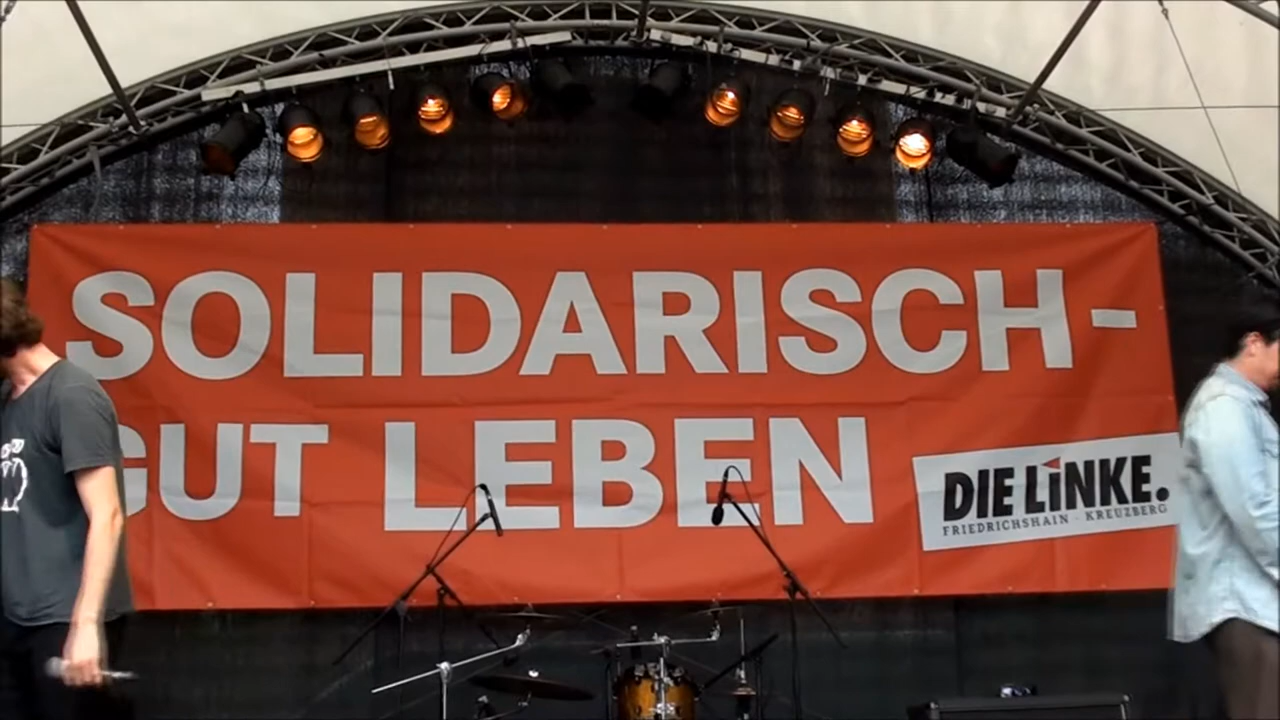 SOLIDARISCH-
GUT LEBEN
DIE LINKE.
FRIEDRICHSHAIN · KREUZBERG